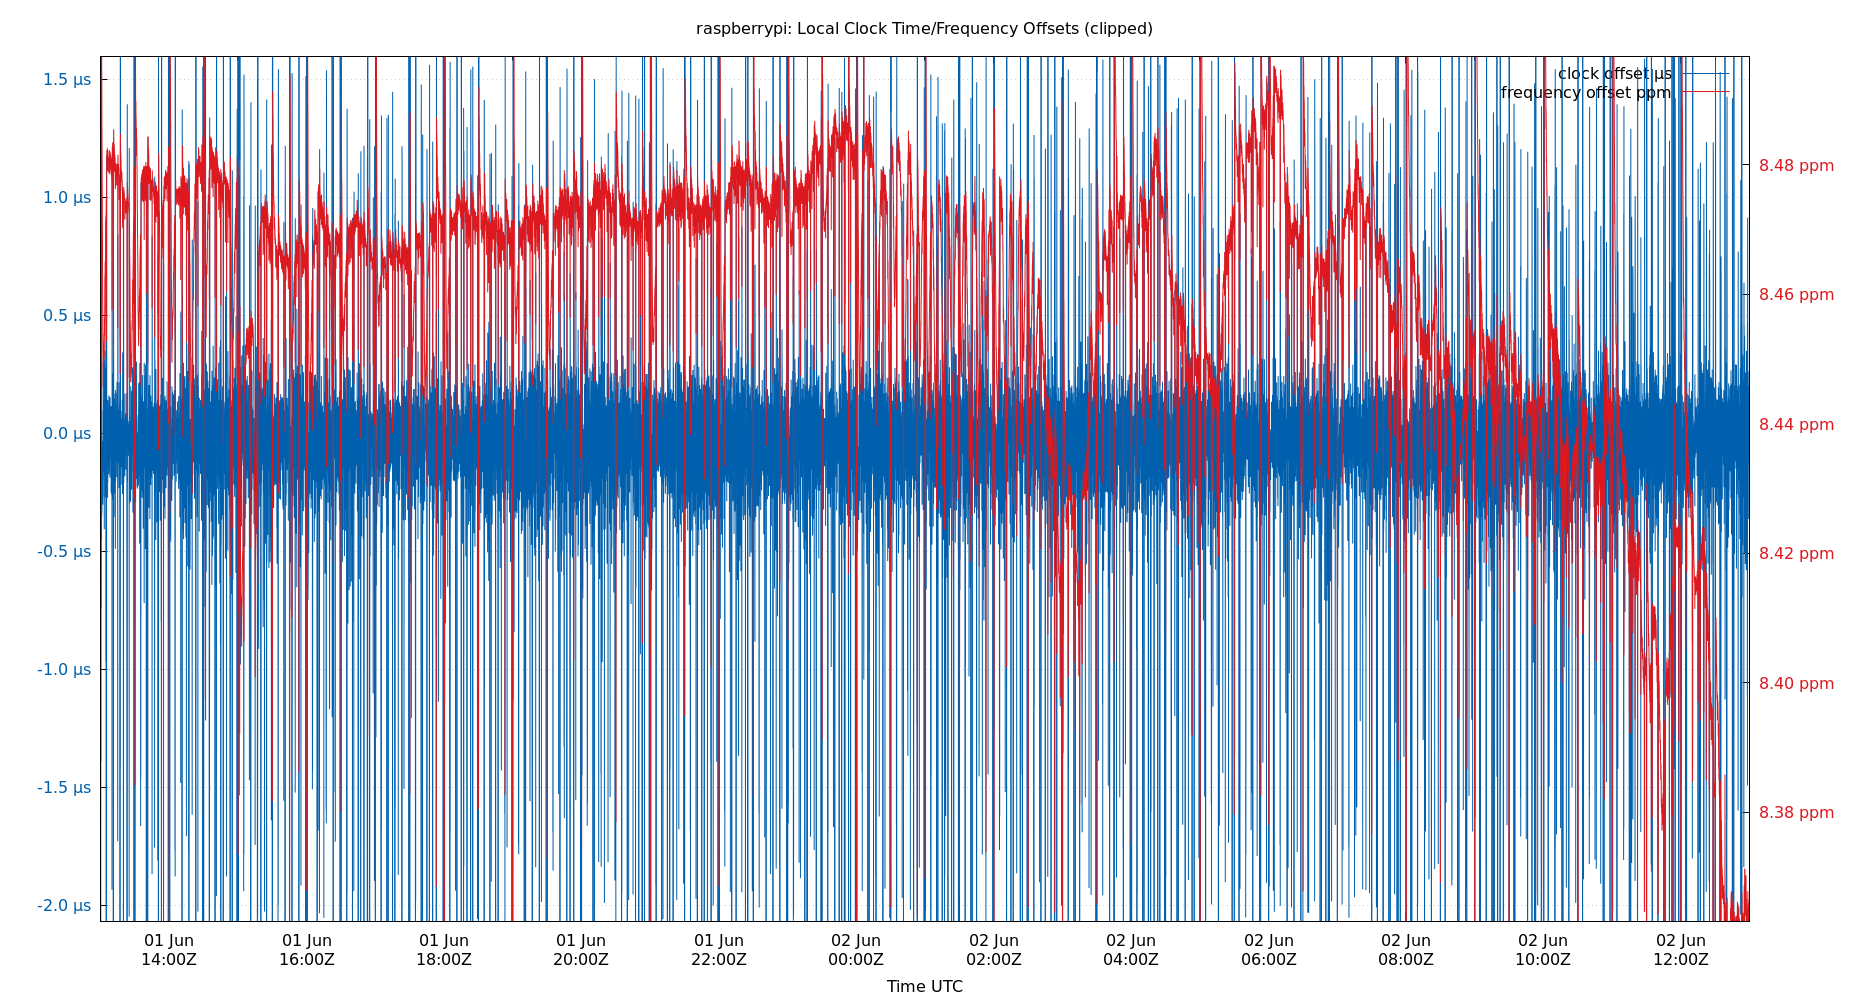 raspberrypi: Local Clock Time/Frequency Offsets (clipped)
clock offset µs
frequency offset ppm
1.5 µs
1.0 µs
0.5 µs
0.0 µs
-0.5 µs
-1.0 µs
-1.5 µs
-2.0 µs
8.48 ppm
8.46 ppm
8.44 ppm
8.42 ppm
8.40 ppm
8.38 ppm
01 Jun 01 Jun 01 Jun 01 Jun 01 Jun 02 Jun 02 Jun 02 Jun 02 Jun 02 Jun 02 Jun 02 Jun
14:00Z 16:00Z 18:00Z 20:00Z 22:00Z 00:00Z 02:00Z 04:00Z 06:00Z 08:00Z 10:00Z 12:00Z
Time UTC